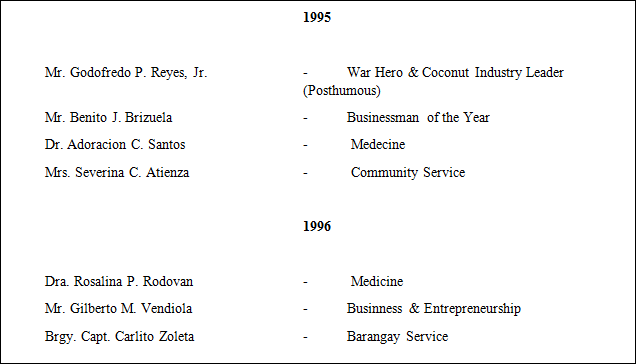 1995
Mr. Godofredo P. Reyes, Jr. - War Hero & Coconut Industry Leader
(Posthumous)
Mr. Benito J. Brizuela - Businessman of the Year
Dr. Adoracion C. Santos - Medecine
Mrs. Severina C. Atienza - Community Service
1996
Dra. Rosalina P. Rodovan - Medicine
Mr. Gilberto M. Vendiola - Businness & Entrepreneurship
Brgy. Capt. Carlito Zoleta - Barangay Service